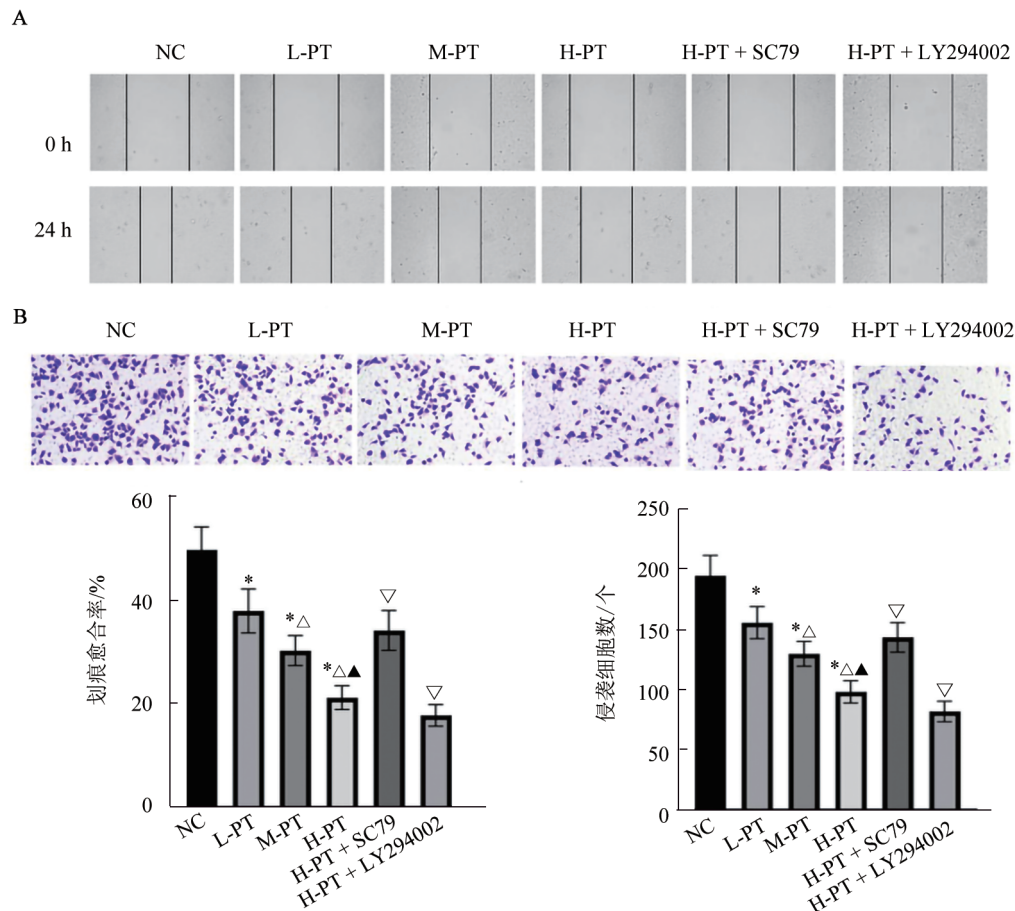 A
NC L-PT M-PT H-PT H-PT + SC79 H-PT + LY294002
0 h
24 h
B
NC L-PT M-PT H-PT H-PT + SC79 H-PT + LY294002
划痕愈合率/%
60
40
20
0
*
*△
*△▲
▽
▽
NC
L-PT
M-PT
H-PT
H-PT + SC79
H-PT + LY294002
侵袭细胞数/个
250
200
150
100
50
0
*
*△
*△▲
▽
▽
NC
L-PT
M-PT
H-PT
H-PT + SC79
H-PT + LY294002